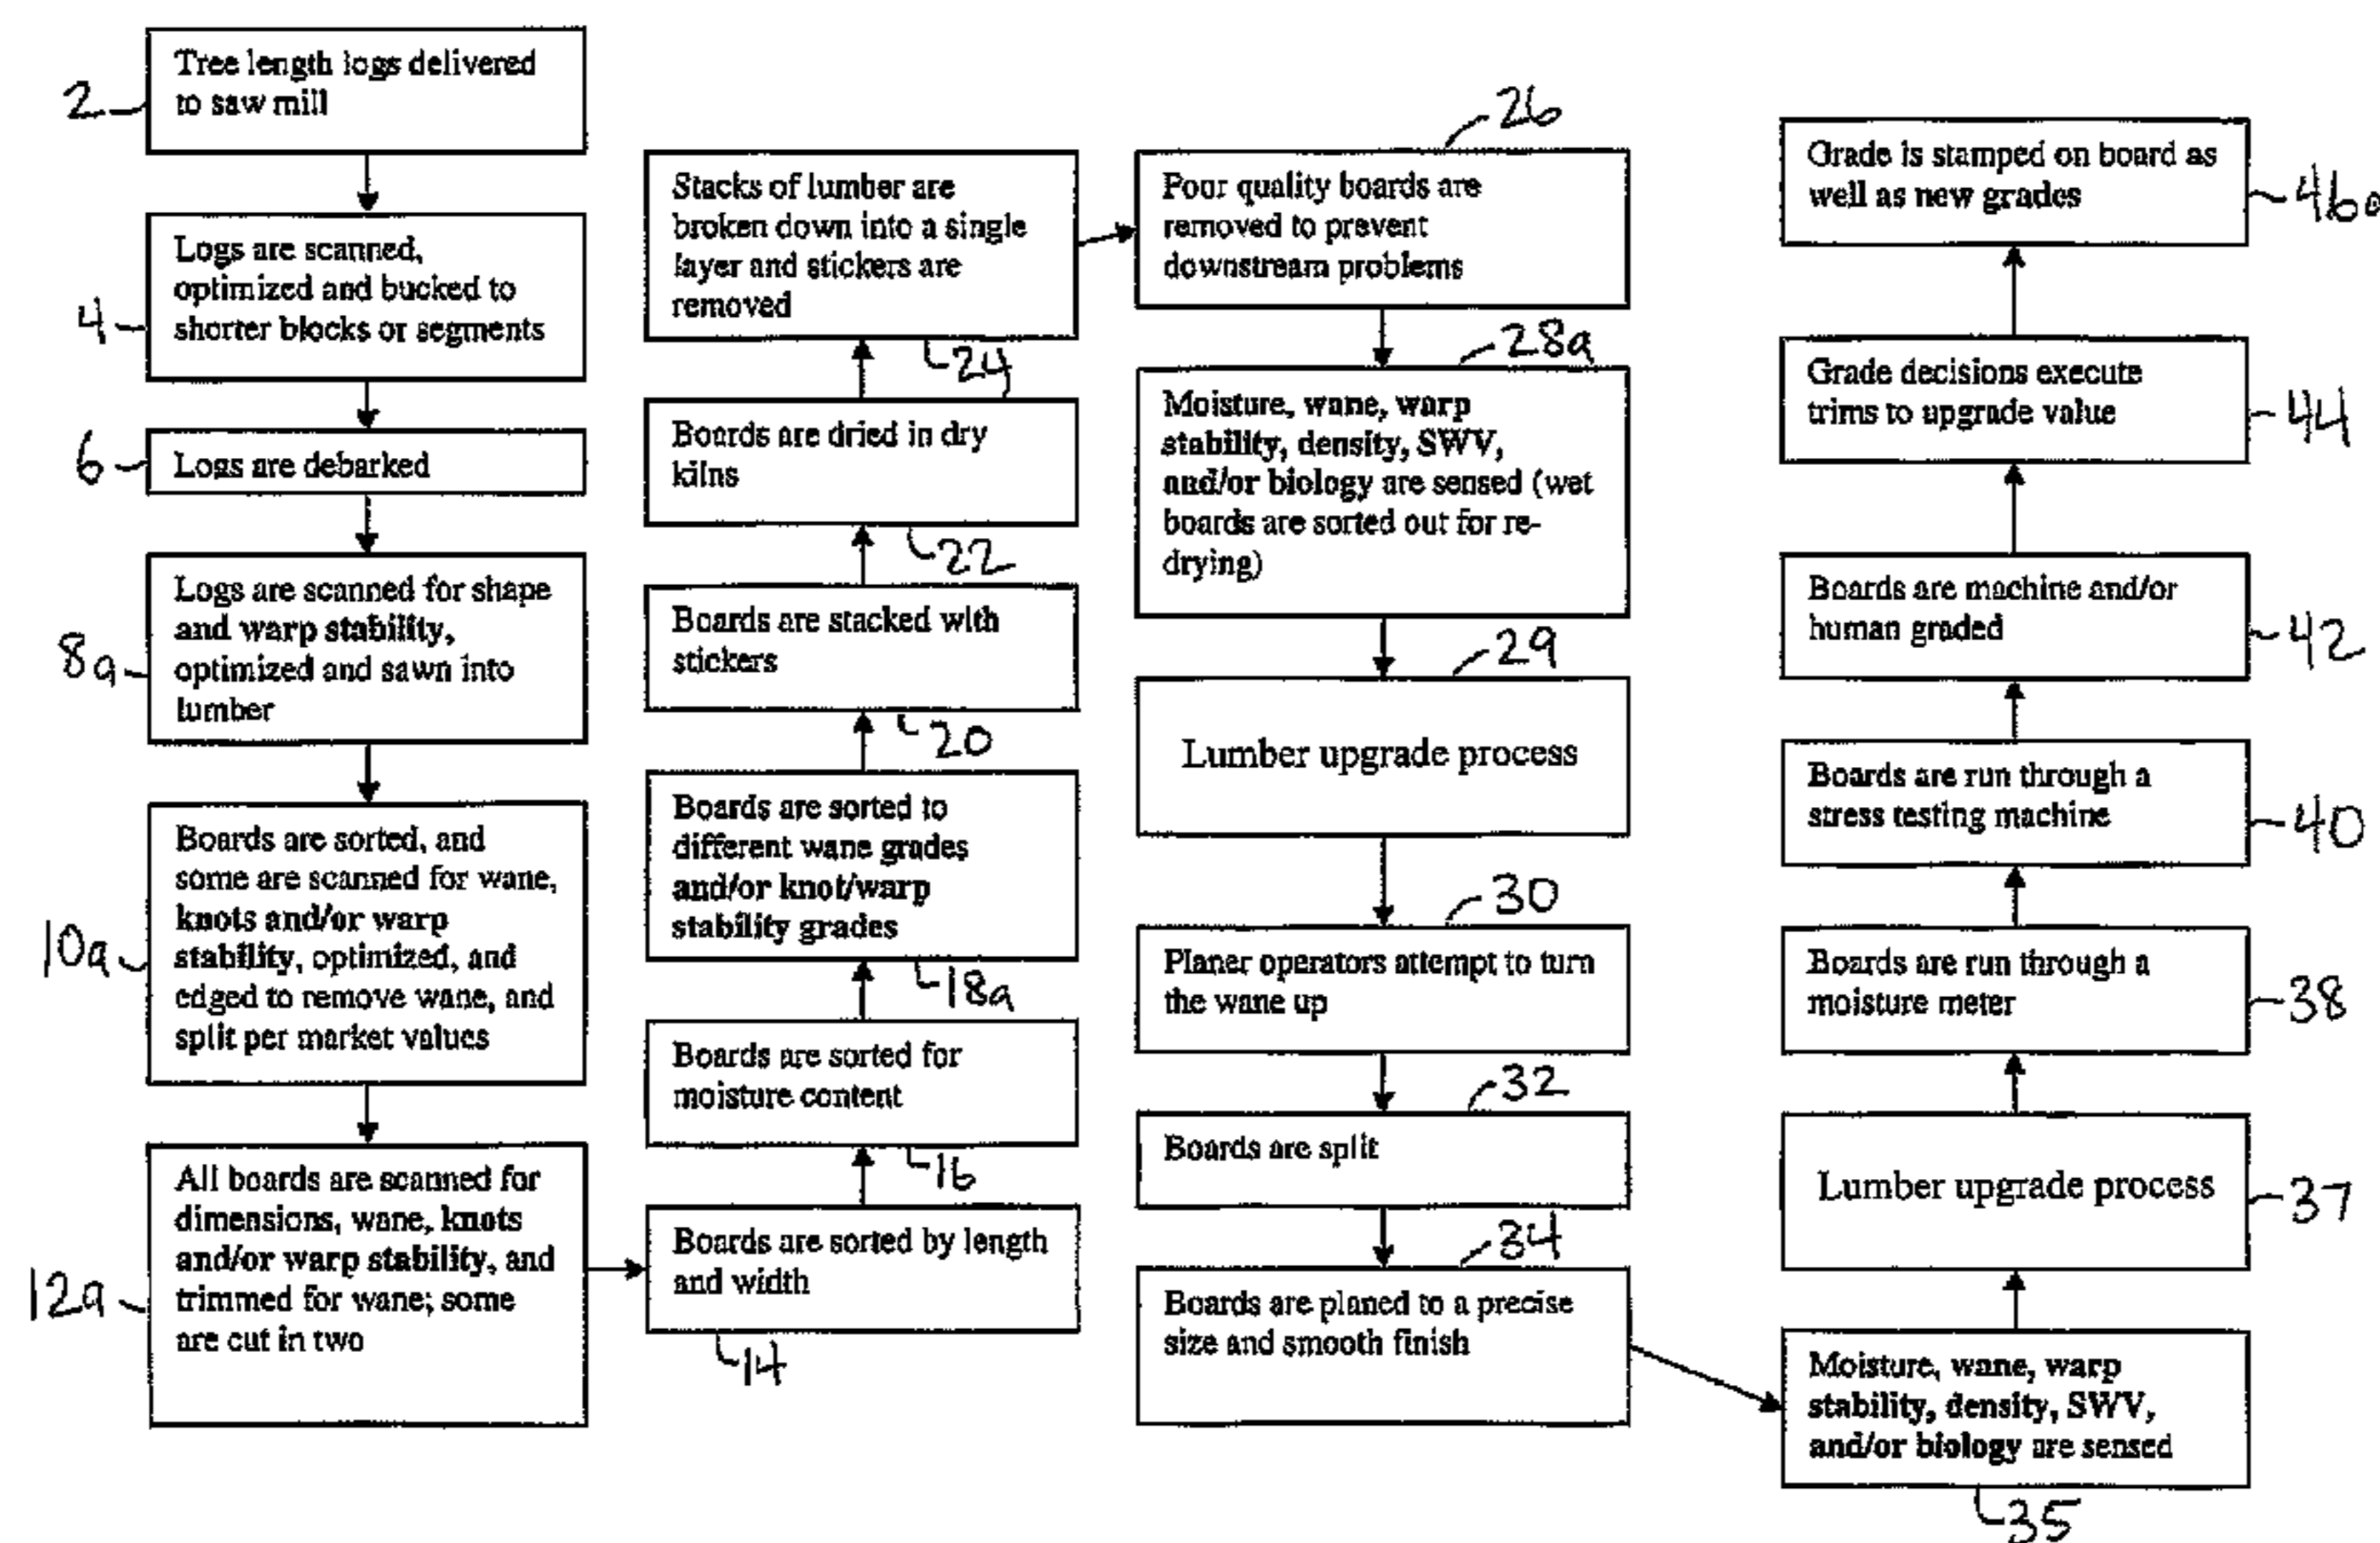 Tree length logs delivered
to saw mill
2
Logs are scanned,
optimized and bucked to
shorter blocks or segments
4
Logs are debarked
6
Logs are scanned for shape
and warp stability,
optimized and sawn into
lumber
8a
Boards are sorted, and
some are scanned for wane,
knots and/or warp
stability, optimized, and
edged to remove wane, and
split per market values
10a
All boards are scanned for
dimensions, wane, knots
and/or warp stability, and
trimmed for wane; some
are cut in two
12a
Boards are sorted by length
and width
14
Boards are sorted for
moisture content
16
Boards are sorted to
different wane grades
and/or knot/warp
stability grades
18a
Boards are stacked with
stickers
20
Boards are dried in dry
kilns
22
Stacks of lumber are
broken down into a single
layer and stickers are
removed
24
26
Poor quality boards are
removed to prevent
downstream problems
28a
Moisture, wane, warp
stability, density, SWV,
and/or biology are sensed (wet
boards are sorted out for re-
drying)
29
Lumber upgrade process
30
Planer operators attempt to turn
the wane up
32
Boards are split
34
Boards are planed to a precise
size and smooth finish
Moisture, wane, warp
stability, density, SWV,
and/or biology are sensed
35
Lumber upgrade process
37
Boards are run through a
moisture meter
38
Boards are run through a
stress testing machine
40
Boards are machine and/or
human graded
42
Grade decisions execute
trims to upgrade value
44
Grade is stamped on board as
well as new grades